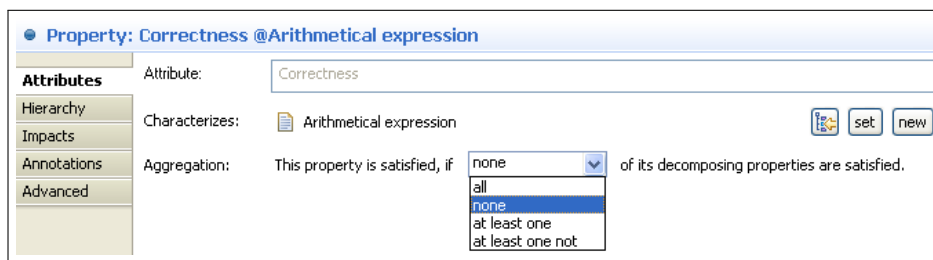 Property: Correctness @Arithmetical expression
Attributes
Hierarchy
Impacts
Annotations
Advanced
Attribute: Correctness
Characterizes: Arithmetical expression set new
Aggregation: This property is satisfied, if none of its decomposing properties are satisfied.
all
none
at least one
at least one not